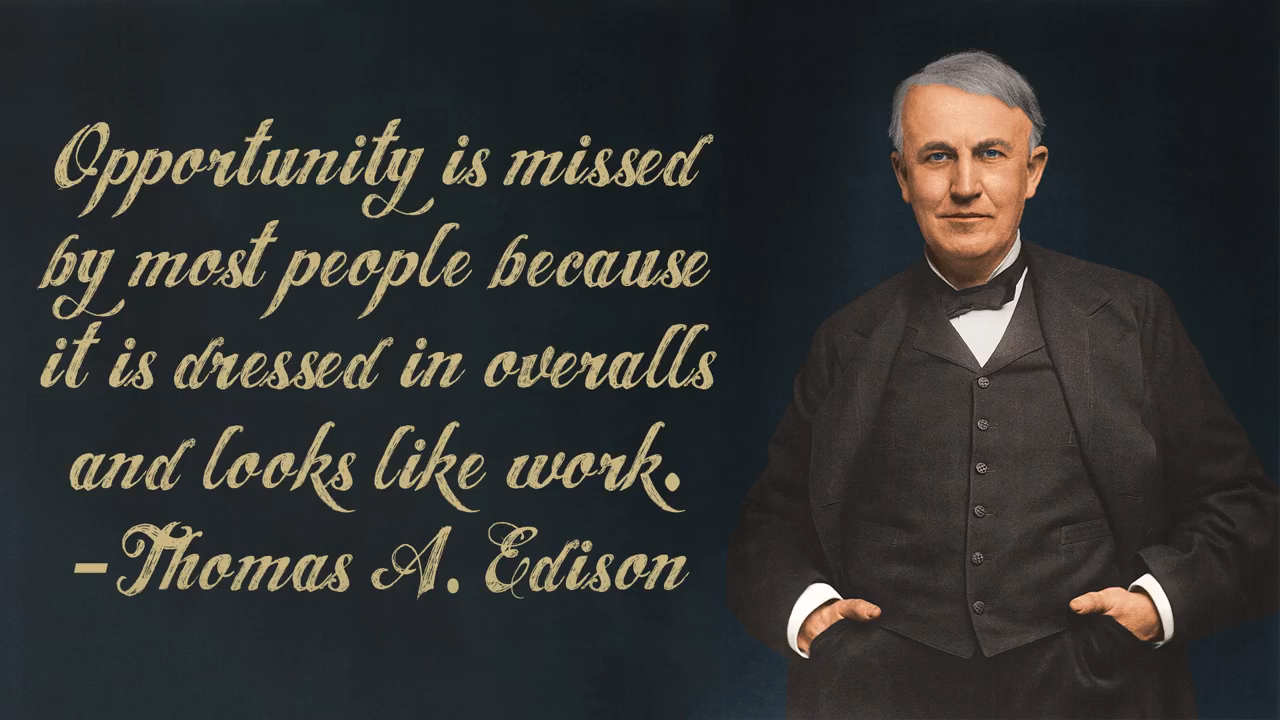 Opportunity is missed
by most people because
it is dressed in overalls
and looks like work.
-Thomas A. Edison